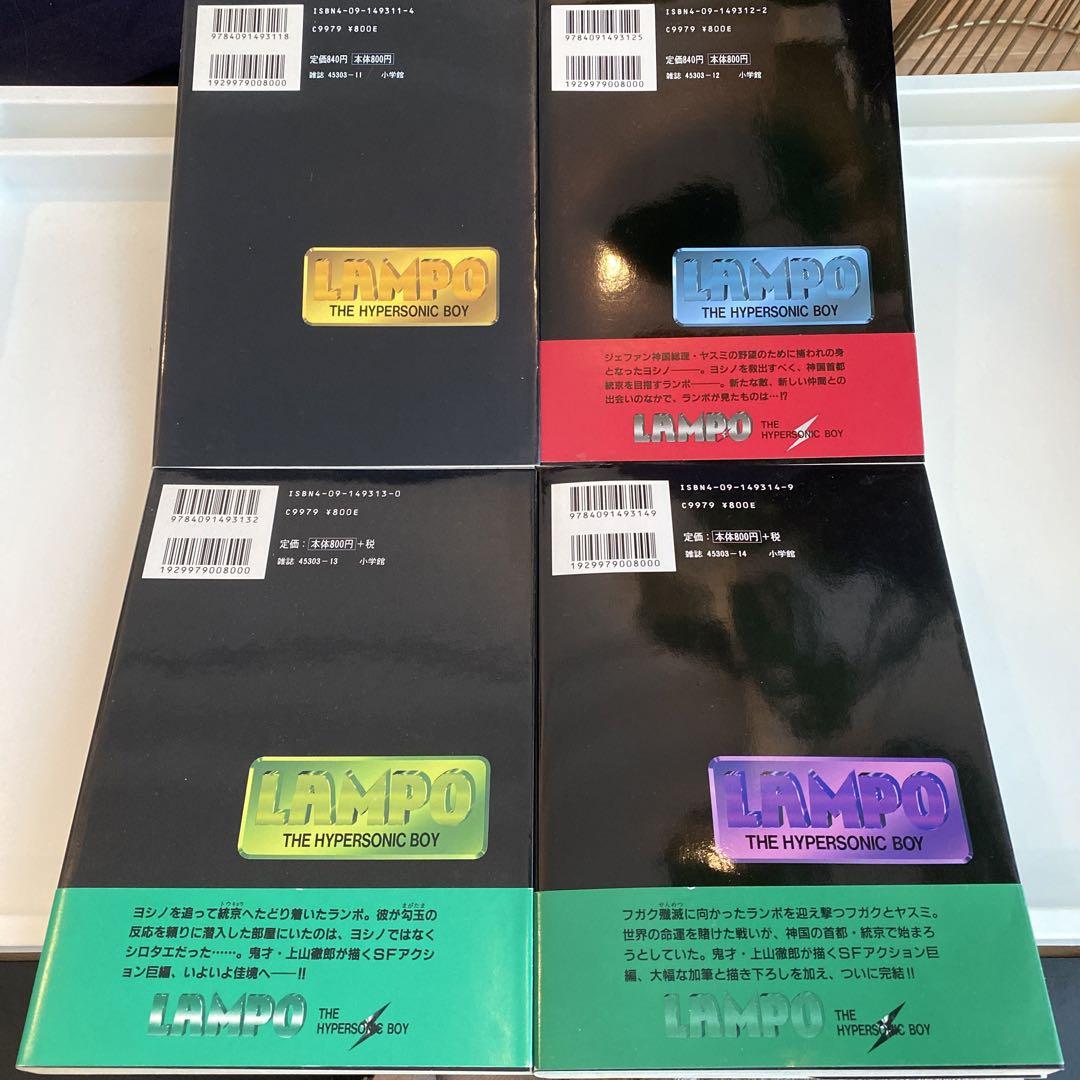 ISBN4-09-149311-4
9784091493118
C9979 ¥800E
定価840円 本体800円
1929979008000
雑誌 45303-11 小学館
LAMPO
THE HYPERSONIC BOY
ISBN4-09-149312-2
9784091493125
C9979 ¥800E
定価840円 本体800円
1929979008000
雑誌 45303-12 小学館
LAMPO
THE HYPERSONIC BOY
ジェファン神国総理・ヤスミの野望のために捕われの身
となったヨシノ―――。ヨシノを救出すべく、神国首都
統京を目指すランポ―――。新たな敵、新しい仲間との
出会いのなかで、ランポが見たものは…!?
LAMPO THE
HYPERSONIC BOY
ISBN4-09-149313-0
9784091493132
C9979 ¥800E
定価:本体800円+税
1929979008000
雑誌 45303-13 小学館
LAMPO
THE HYPERSONIC BOY
トウキョウ まがたま
ヨシノを追って統京へたどり着いたランポ。彼が勾玉の
反応を頼りに潜入した部屋にいたのは、ヨシノではなく
シロタエだった……。鬼才・上山徹郎が描くSFアクシ
ョン巨編、いよいよ佳境へ――!!
LAMPO THE
HYPERSONIC BOY
ISBN4-09-149314-9
9784091493149
C9979 ¥800E
定価:本体800円+税
1929979008000
雑誌 45303-14 小学館
LAMPO
THE HYPERSONIC BOY
せんめつ
フガク殲滅に向かったランポを迎え撃つフガクとヤスミ。
世界の命運を賭けた戦いが、神国の首都・統京で始まろ
うとしていた。鬼才・上山徹郎が描くSFアクション巨
編、大幅な加筆と描き下ろしを加え、ついに完結!!
LAMPO THE
HYPERSONIC BOY